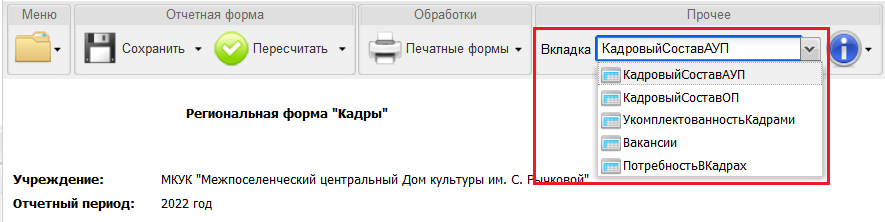 Меню
Отчетная форма
Обработки
Прочее
Сохранить
Пересчитать
Печатные формы
Вкладка
КадровыйСоставАУП
КадровыйСоставАУП
КадровыйСоставОП
УкомплектованностьКадрами
Вакансии
ПотребностьВКадрах
Региональная форма "Кадры"
Учреждение: МКУК "Межпоселенческий центральный Дом культуры им. С. Рычковой"
Отчетный период: 2022 год